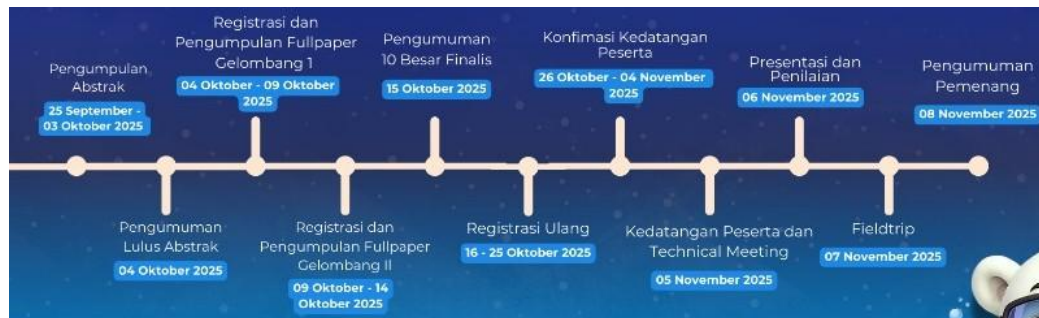 Pengumpulan
Abstrak
25 September -
03 Oktober 2025
Pengumuman
Lulus Abstrak
04 Oktober 2025
Registrasi dan
Pengumpulan Fullpaper
Gelombang 1
04 Oktober - 09 Oktober
2025
Registrasi dan
Pengumpulan Fullpaper
Gelombang II
09 Oktober - 14
Oktober 2025
Pengumuman
10 Besar Finalis
15 Oktober 2025
Registrasi Ulang
16 - 25 Oktober 2025
Konfimasi Kedatangan
Peserta
26 Oktober - 04 November
2025
Kedatangan Peserta dan
Technical Meeting
05 November 2025
Presentasi dan
Penilaian
06 November 2025
Fieldtrip
07 November 2025
Pengumuman
Pemenang
08 November 2025